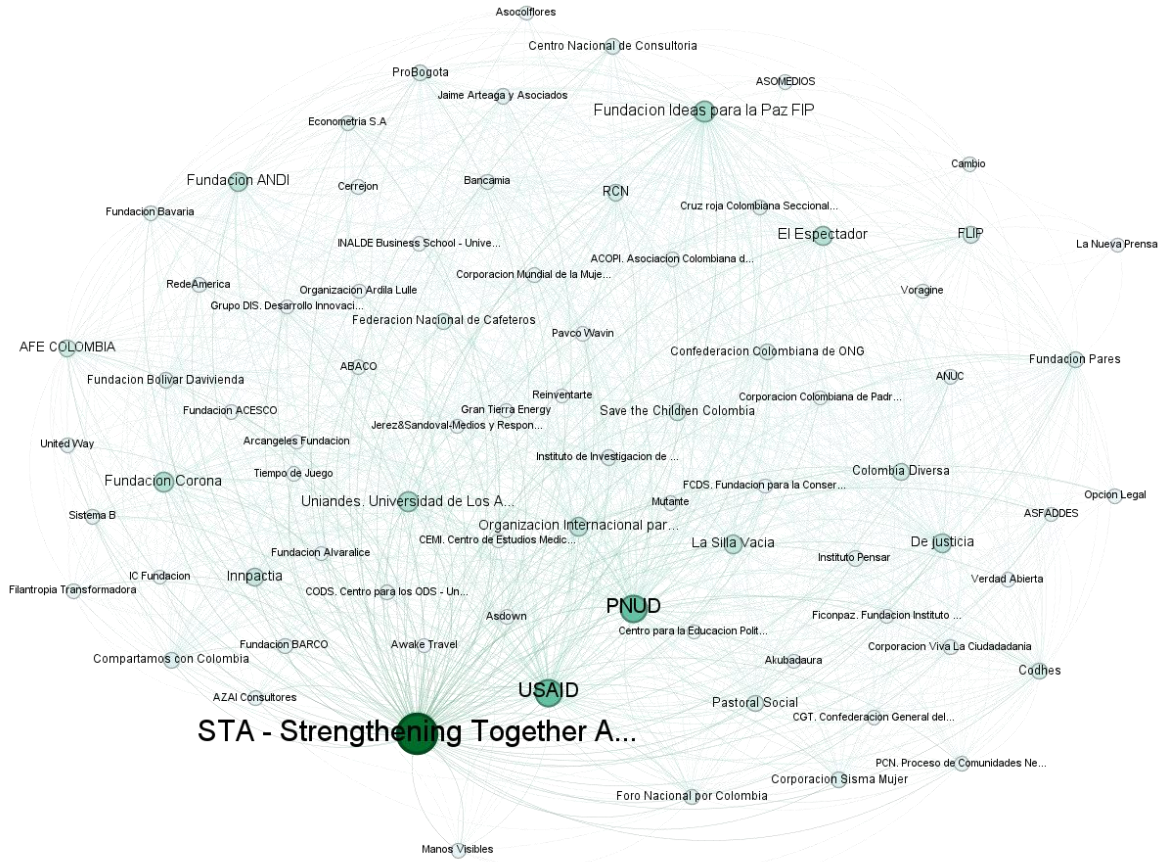 Asocolflores
Centro Nacional de Consultoria
ProBogota
ASOMEDIOS
Jaime Arteaga y Asociados
Fundacion Ideas para la Paz FIP
Econometria S.A
Cambio
Fundacion ANDI
Bancamia
Cerrejon
RCN
Cruz roja Colombiana Seccional...
Fundacion Bavaria
El Espectador
FLIP
INALDE Business School - Unive...
La Nueva Prensa
ACOPI. Asociacion Colombiana d...
Corporacion Mundial de la Muje...
RedeAmerica
Organizacion Ardila Lulle
Voragine
Grupo DIS. Desarrollo Innovaci...
Federacion Nacional de Cafeteros
Pavco Wavin
AFE COLOMBIA
Confederacion Colombiana de ONG
Fundacion Pares
ABACO
Fundacion Bolivar Davivienda
ANUC
Reinventarte
Corporacion Colombiana de Padr...
Fundacion ACESCO
Gran Tierra Energy
Save the Children Colombia
Jerez&Sandoval-Medios y Respon...
United Way
Arcangeles Fundacion
Instituto de Investigacion de ...
Tiempo de Juego
Colombia Diversa
Fundacion Corona
FCDS. Fundacion para la Conser...
Opcion Legal
Uniandes. Universidad de Los A...
Mutante
Sistema B
ASFADDES
Organizacion Internacional par...
CEMI. Centro de Estudios Medic...
La Silla Vacia
De justicia
Fundacion Alvaralice
Instituto Pensar
IC Fundacion
Innpactia
Verdad Abierta
Filantropia Transformadora
CODS. Centro para los ODS - Un...
PNUD
Asdown
Ficonpaz. Fundacion Instituto ...
Centro para la Educacion Polit...
Fundacion BARCO
Awake Travel
Corporacion Viva La Ciudadadania
Compartamos con Colombia
Akubadaura
Codhes
USAID
AZAI Consultores
Pastoral Social
CGT. Confederacion General del...
STA - Strengthening Together A...
PCN. Proceso de Comunidades Ne...
Corporacion Sisma Mujer
Foro Nacional por Colombia
Manos Visibles